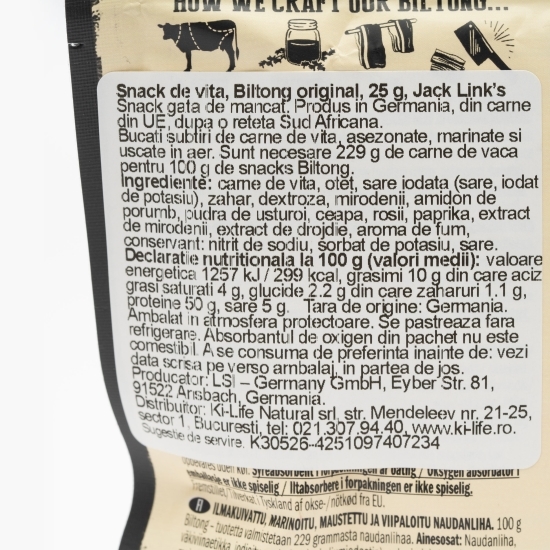 HOW WE CRAFT OUR BILTONG...
Snack de vita, Biltong original, 25 g, Jack Link's
Snack gata de mancat. Produs in Germania, din carne
din UE, dupa o reteta Sud Africana.
Bucati subtiri de carne de vita, asezonate, marinate si
uscate in aer. Sunt necesare 229 g de carne de vaca
pentru 100 g de snacks Biltong.
Ingrediente: carne de vita, otet, sare iodata (sare, iodat
de potasiu), zahar, dextroza, mirodenii, amidon de
porumb, pudra de usturoi, ceapa, rosii, paprika, extract
de mirodenii, extract de drojdie, aroma de fum,
conservant: nitrit de sodiu, sorbat de potasiu, sare.
Declaratie nutritionala la 100 g (valori medii): valoare
energetica 1257 kJ / 299 kcal, grasimi 10 g din care aciz
grasi saturati 4 g, glucide 2.2 g din care zaharuri 1.1 g,
proteine 50 g, sare 5 g. Tara de origine: Germania.
Ambalat in atmosfera protectoare. Se pastreaza fara
refrigerare. Absorbantul de oxigen din pachet nu este
comestibil. A se consuma de preferinta inainte de: vezi
data scrisa pe verso ambalaj, in partea de jos.
Producator: LSI – Germany GmbH, Eyber Str. 81,
91522 Ansbach, Germania.
Distribuitor: Ki-Life Natural srl, str. Mendeleev nr. 21-25,
sector 1, Bucuresti, tel: 021.307.94.40, www.ki-life.ro.
Sugestie de servire. K30526-4251097407234
emballerte er ikke spiselig / Iltabsorbere i forpakningen er ikke spiselig.
Tyskland af okse-/nötkød fra EU.
ILMAKUIVATTU, MARINOITU, MAUSTETTU JA VIIPALOITU NAUDANLIHA. 100 g
Biltong -tuotetta valmistetaan 229 grammasta naudanlihaa. Ainesosat: Naudanliha,